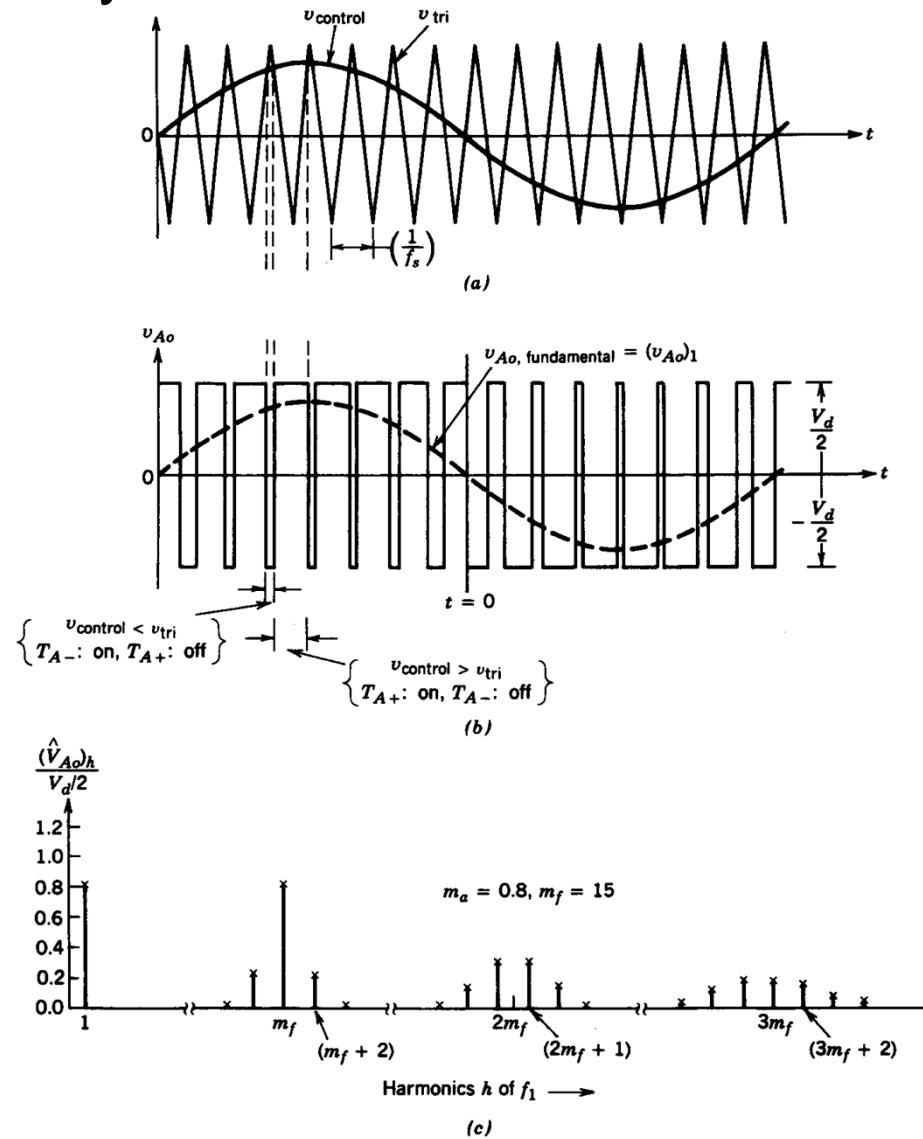 v control v tri
0 t
(1/f_s)
(a)
v_Ao
v_Ao, fundamental = (v_Ao)_1
V_d/2
0 t
-V_d/2
t = 0
{ v_control < v_tri
T_A-: on, T_A+: off }
{ v_control > v_tri
T_A+: on, T_A-: off }
(b)
(V̂_Ao)_h
V_d/2
1.2
1.0
0.8 m_a = 0.8, m_f = 15
0.6
0.4
0.2
0.0
1 m_f 2m_f 3m_f
(m_f + 2) (2m_f + 1) (3m_f + 2)
Harmonics h of f_1
(c)